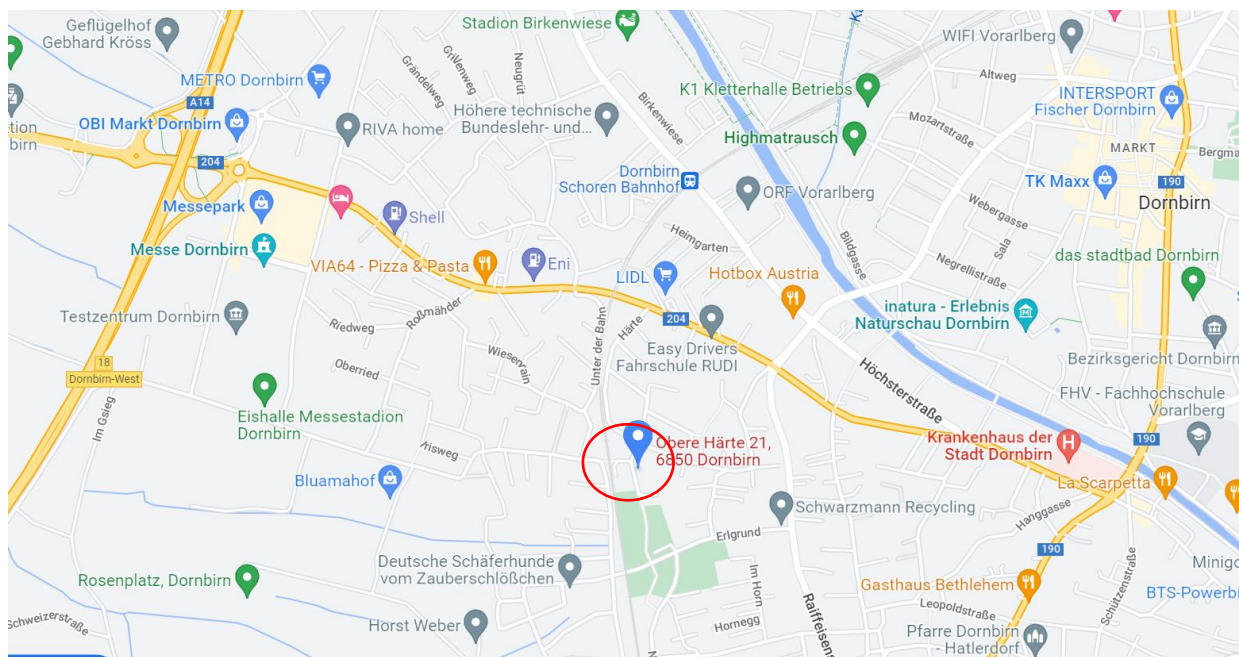 Geflügelhof
Gebhard Kröss
Stadion Birkenwiese
WIFI Vorarlberg
METRO Dornbirn
Grändelweg
Neugrüt
Altweg
K1 Kletterhalle Betriebs
INTERSPORT
Fischer Dornbirn
A14
OBI Markt Dornbirn
RIVA home
Höhere technische
Bundeslehr- und...
Birkenwiese
Mozartstraße
Highmatrausch
MARKT
204
Dornbirn
Schoren Bahnhof
ORF Vorarlberg
TK Maxx
190
Dornbirn
Messepark
Shell
Webergasse
Sala
Messe Dornbirn
Heimgarten
Bildgasse
Negrellistraße
das stadtbad Dornbirn
VIA64 - Pizza & Pasta
Eni
LIDL
Hotbox Austria
Testzentrum Dornbirn
Riedweg
Roßmähder
Unter der Bahn
Härte
204
inatura - Erlebnis
Naturschau Dornbirn
Easy Drivers
Fahrschule RUDI
Oberried
Wiesenrain
Bezirksgericht Dornbirn
18
Dornbirn-West
Höchsterstraße
FHV - Fachhochschule
Vorarlberg
Im Gsieg
Eishalle Messestadion
Dornbirn
Obere Härte 21,
6850 Dornbirn
Krankenhaus der
Stadt Dornbirn
190
Bluamahof
La Scarpetta
Schwarzmann Recycling
Hanggasse
Erlgrund
190
Deutsche Schäferhunde
vom Zauberschlößchen
Im Horn
Rosenplatz, Dornbirn
Gasthaus Bethlehem
Schützenstraße
BTS-Powerbi
Leopoldstraße
Schweizerstraße
Horst Weber
Hornegg
Raiffeisens
Pfarre Dornbirn
- Hatlerdorf